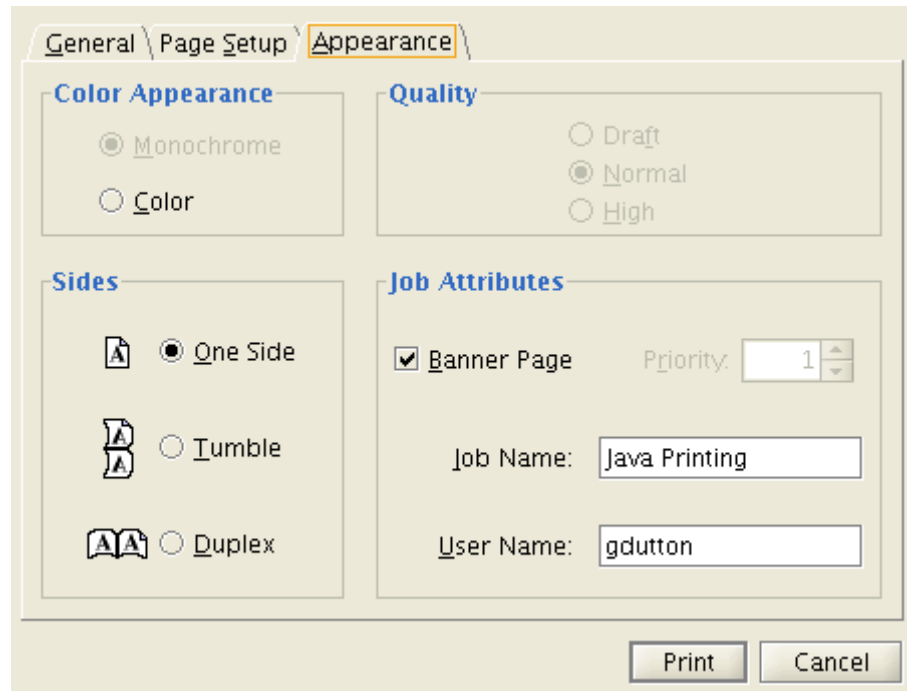 General Page Setup Appearance
Color Appearance
Monochrome
Color
Quality
Draft
Normal
High
Sides
A One Side
A A Tumble
A A Duplex
Job Attributes
Banner Page Priority: 1
Job Name: Java Printing
User Name: gdutton
Print Cancel